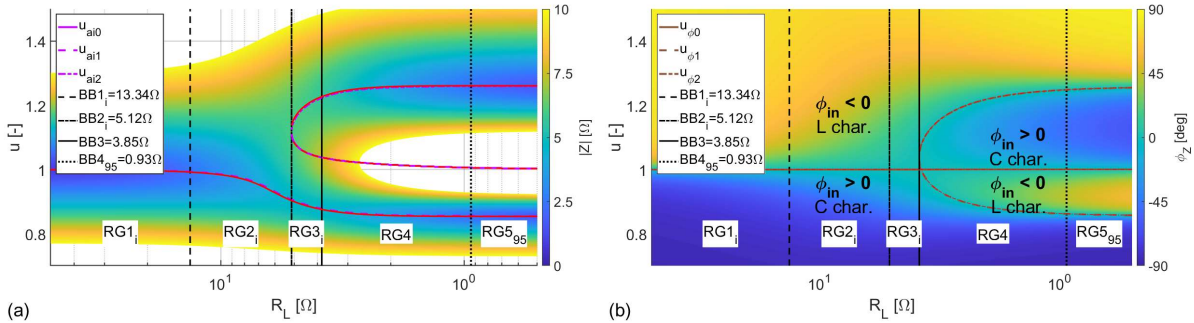 u_ai0
u_ai1
u_ai2
BB1_i=13.34Ω
BB2_i=5.12Ω
BB3=3.85Ω
BB4_95=0.93Ω
1.4
1.2
1
0.8
u [-]
RG1_i
RG2_i
RG3_i
RG4
RG5_95
10^1
10^0
R_L [Ω]
10
5
0
|Z| [Ω]
(a)
u_ϕ0
u_ϕ1
u_ϕ2
BB1_i=13.34Ω
BB2_i=5.12Ω
BB3=3.85Ω
BB4_95=0.93Ω
1.4
1.2
1
0.8
u [-]
ϕ_in < 0
L char.
ϕ_in > 0
C char.
ϕ_in > 0
C char.
ϕ_in < 0
L char.
RG1_i
RG2_i
RG3_i
RG4
RG5_95
10^1
10^0
R_L [Ω]
90
45
0
-45
-90
ϕ_Z [deg]
(b)